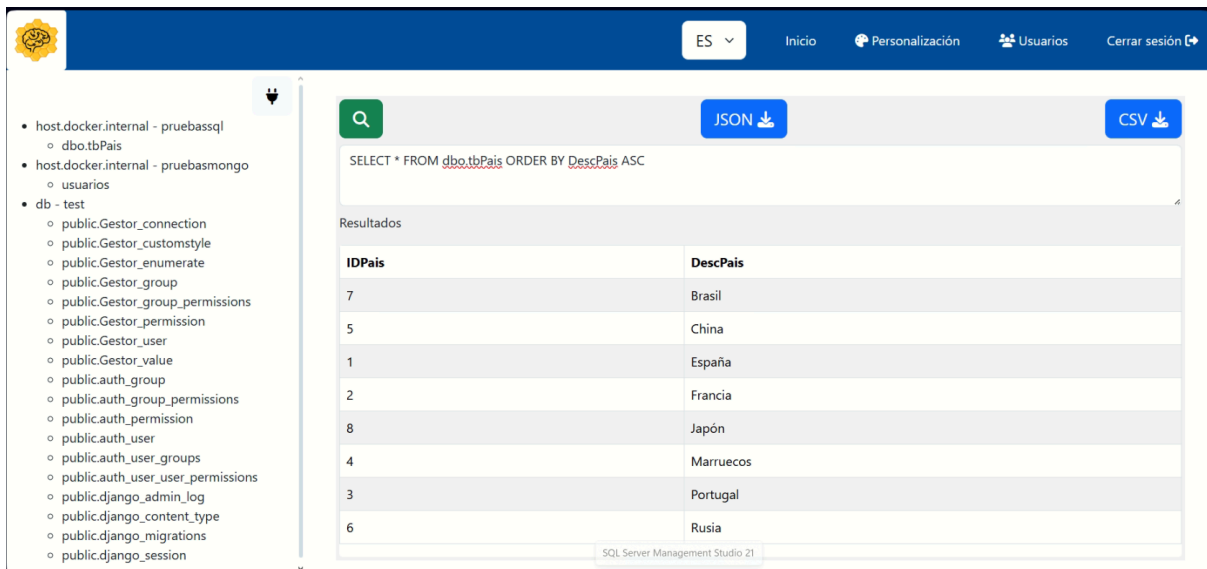 ES Inicio Personalización Usuarios Cerrar sesión
host.docker.internal - pruebassql
dbo.tbPais
host.docker.internal - pruebasmongo
usuarios
db - test
public.Gestor_connection
public.Gestor_customstyle
public.Gestor_enumerate
public.Gestor_group
public.Gestor_group_permissions
public.Gestor_permission
public.Gestor_user
public.Gestor_value
public.auth_group
public.auth_group_permissions
public.auth_permission
public.auth_user
public.auth_user_groups
public.auth_user_user_permissions
public.django_admin_log
public.django_content_type
public.django_migrations
public.django_session
JSON CSV
SELECT * FROM dbo.tbPais ORDER BY DescPais ASC
Resultados
IDPais DescPais
7 Brasil
5 China
1 España
2 Francia
8 Japón
4 Marruecos
3 Portugal
6 Rusia
SQL Server Management Studio 21